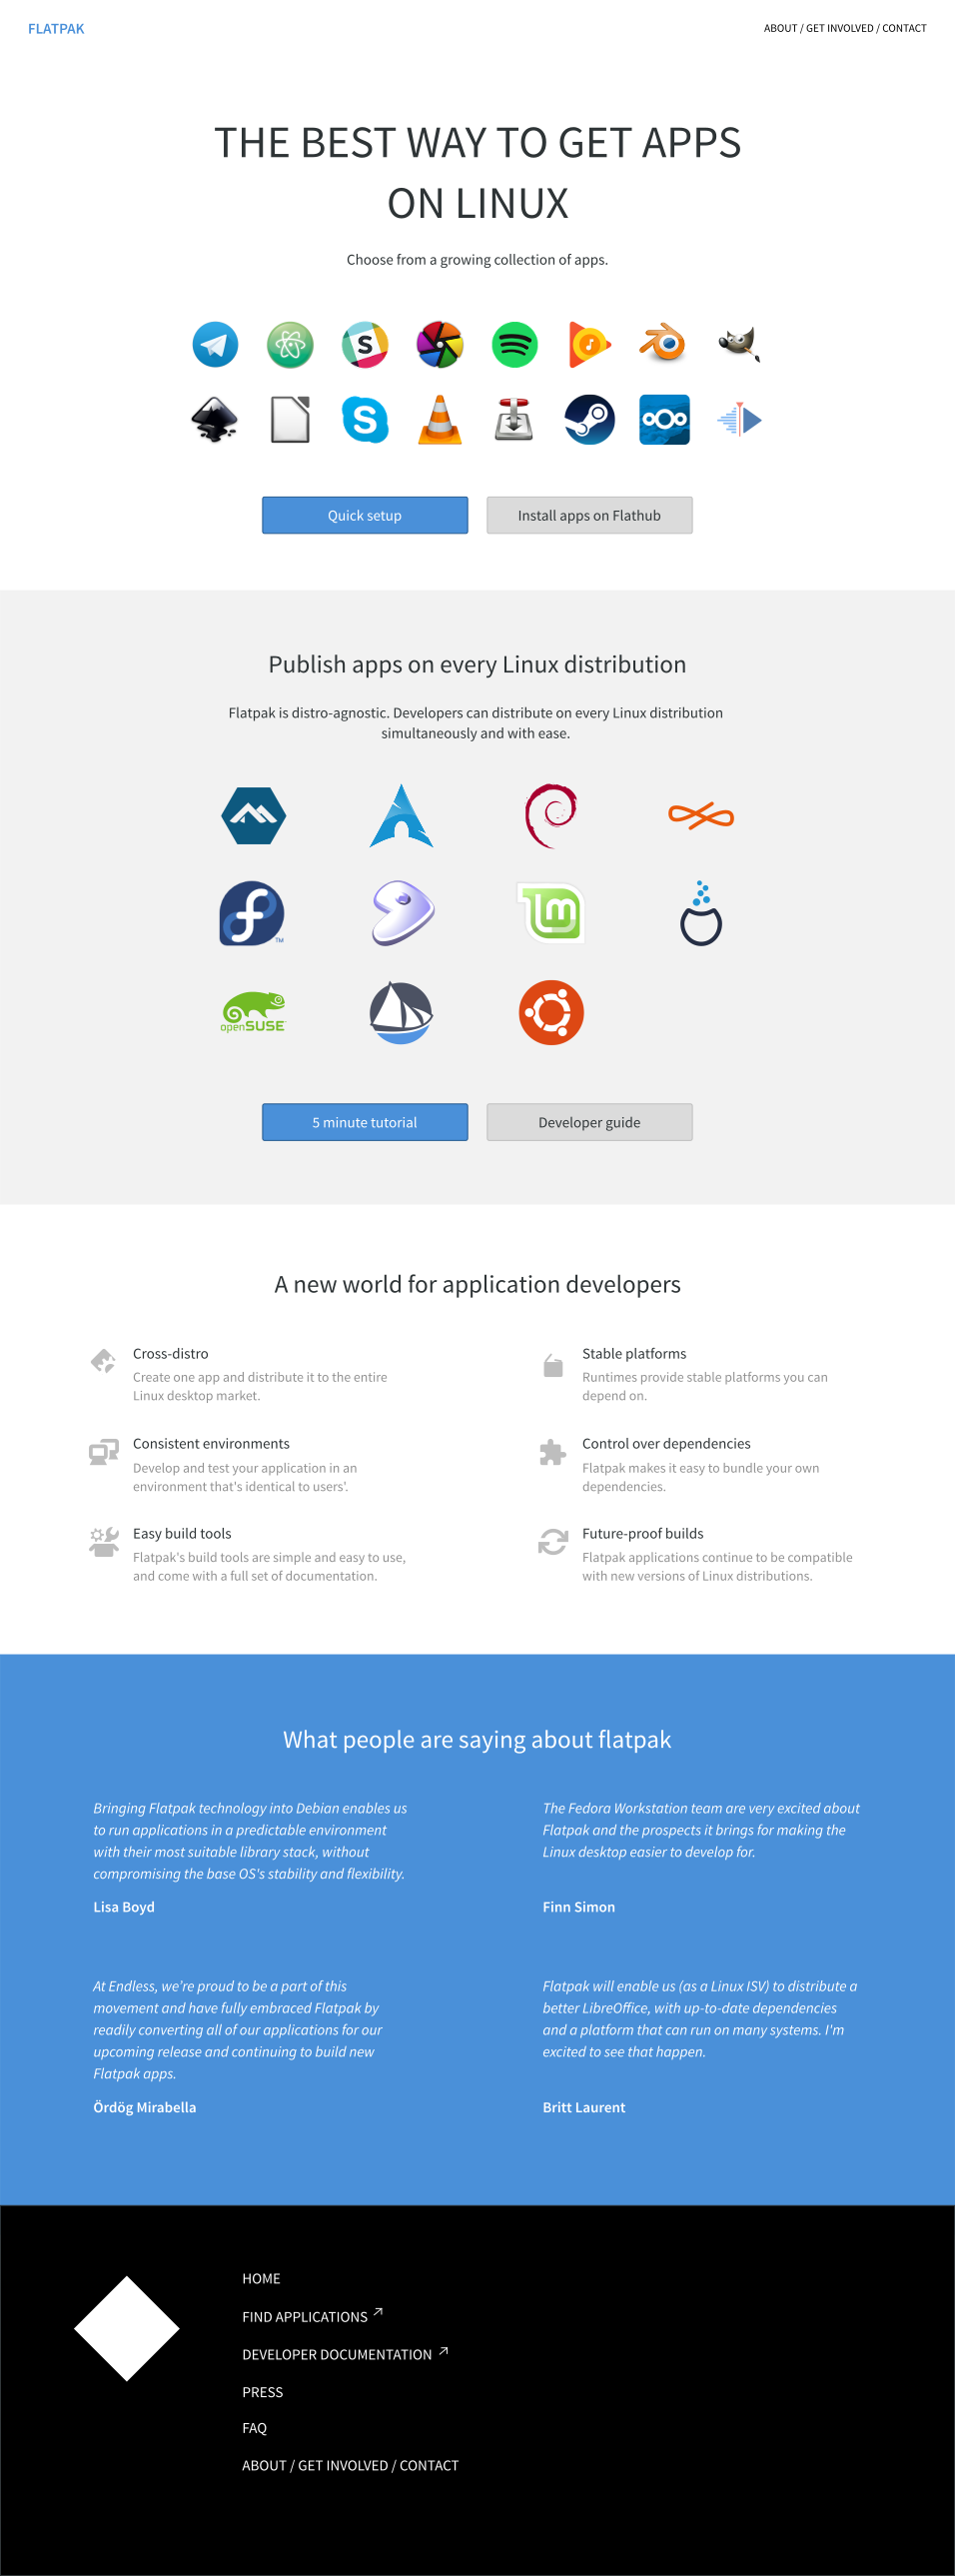 FLATPAK
ABOUT / GET INVOLVED / CONTACT
THE BEST WAY TO GET APPS
ON LINUX
Choose from a growing collection of apps.
S
S
Quick setup
Install apps on Flathub
Publish apps on every Linux distribution
Flatpak is distro-agnostic. Developers can distribute on every Linux distribution
simultaneously and with ease.
TM
openSUSE
5 minute tutorial
Developer guide
A new world for application developers
Cross-distro
Create one app and distribute it to the entire
Linux desktop market.
Stable platforms
Runtimes provide stable platforms you can
depend on.
Consistent environments
Develop and test your application in an
environment that's identical to users'.
Control over dependencies
Flatpak makes it easy to bundle your own
dependencies.
Easy build tools
Flatpak's build tools are simple and easy to use,
and come with a full set of documentation.
Future-proof builds
Flatpak applications continue to be compatible
with new versions of Linux distributions.
What people are saying about flatpak
Bringing Flatpak technology into Debian enables us
to run applications in a predictable environment
with their most suitable library stack, without
compromising the base OS's stability and flexibility.
Lisa Boyd
The Fedora Workstation team are very excited about
Flatpak and the prospects it brings for making the
Linux desktop easier to develop for.
Finn Simon
At Endless, we're proud to be a part of this
movement and have fully embraced Flatpak by
readily converting all of our applications for our
upcoming release and continuing to build new
Flatpak apps.
Ördög Mirabella
Flatpak will enable us (as a Linux ISV) to distribute a
better LibreOffice, with up-to-date dependencies
and a platform that can run on many systems. I'm
excited to see that happen.
Britt Laurent
HOME
FIND APPLICATIONS
DEVELOPER DOCUMENTATION
PRESS
FAQ
ABOUT / GET INVOLVED / CONTACT